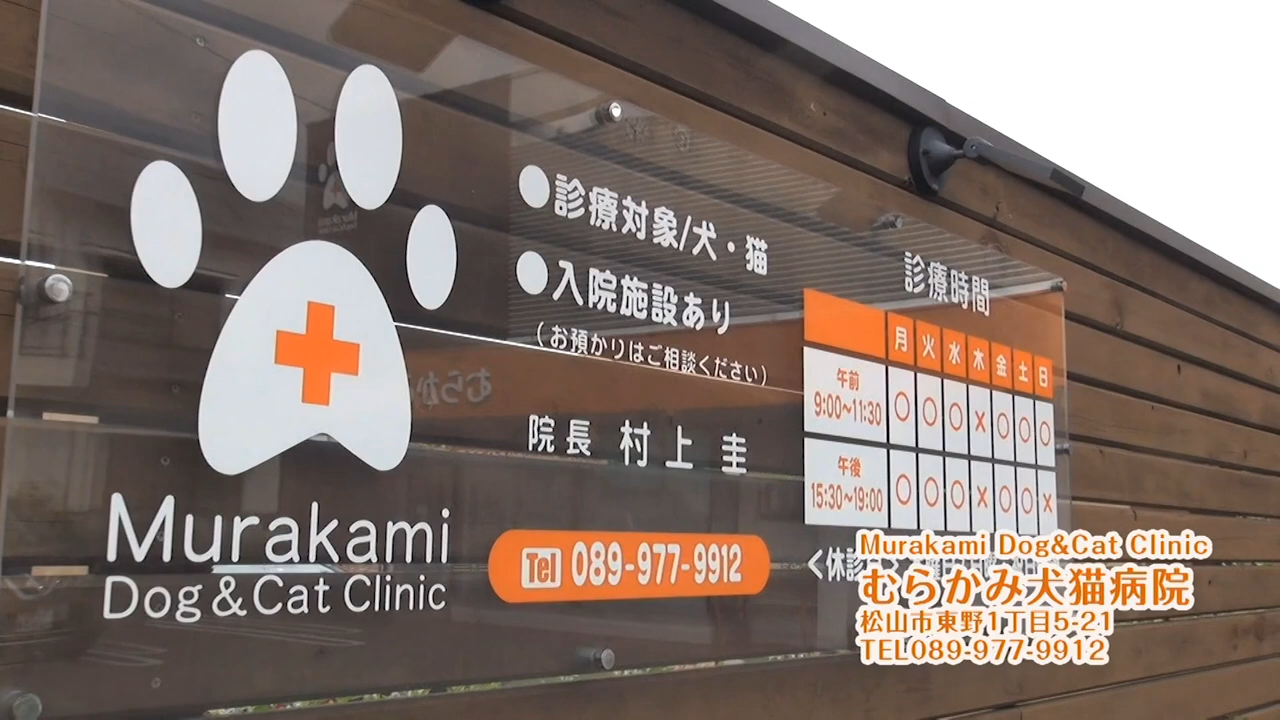 ●診療対象/犬・猫
●入院施設あり
（お預かりはご相談ください）
院長 村上 圭
Murakami
Dog&Cat Clinic
Tel 089-977-9912
診療時間
月 火 水 木 金 土 日
午前 9:00~11:30 ○ ○ ○ × ○ ○ ○
午後 15:30~19:00 ○ ○ ○ × ○ ○ ×
<休診
Murakami Dog&Cat Clinic
むらかみ犬猫病院
松山市東野1丁目5-21
TEL089-977-9912